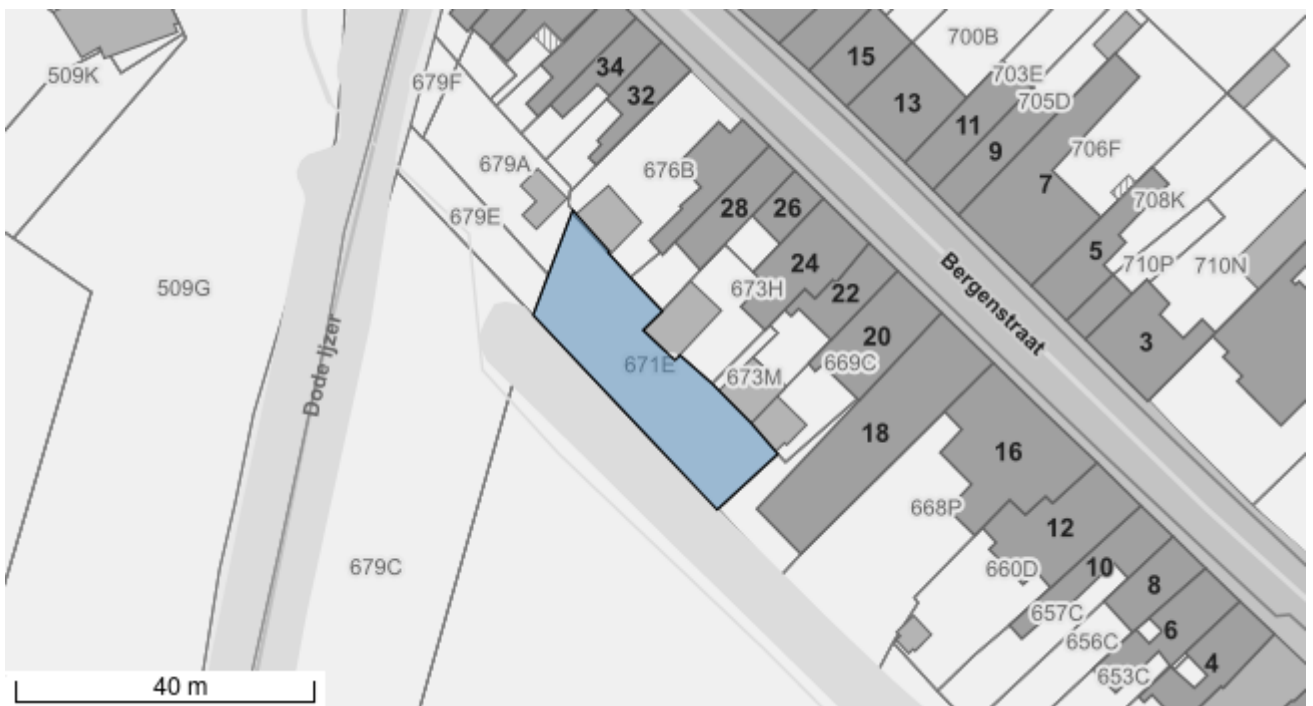 700B
15
34
703E
509K
679F
32
13
705D
11
9
706F
679A
676B
7
708K
28
26
679E
5
24
Bergenstraat
710P
710N
509G
673H
22
20
3
Dode Ijzer
671E
669C
673M
18
16
668P
12
679C
660D
10
8
657C
6
656C
4
653C
40 m